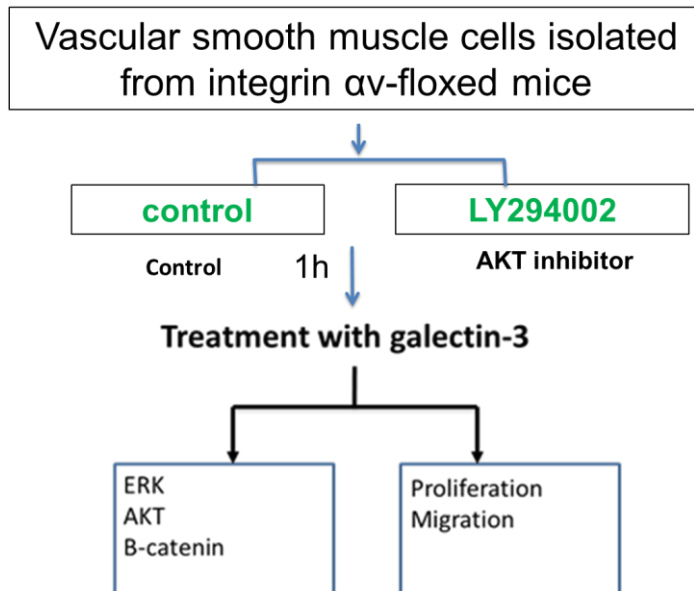 Vascular smooth muscle cells isolated
from integrin αv-floxed mice
control
LY294002
Control
1h
AKT inhibitor
Treatment with galectin-3
ERK
AKT
B-catenin
Proliferation
Migration